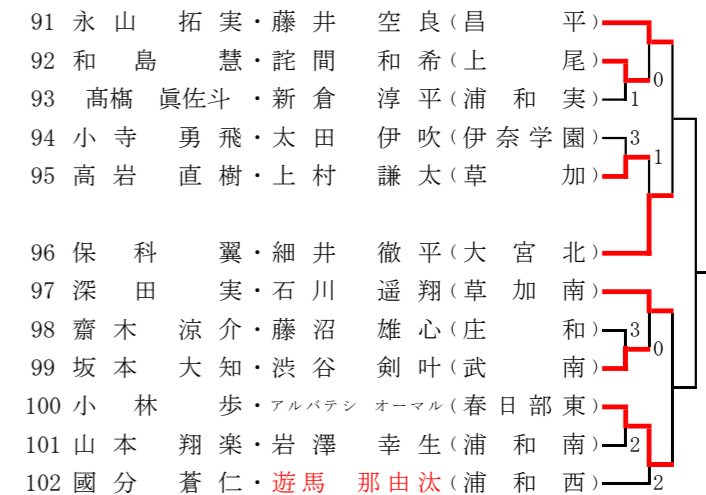 91 永山 拓実・藤井 空良(昌平)
92 和島 慧・詫間 和希(上尾) 0
93 髙橋 眞佐斗・新倉 淳平(浦和実) 1
94 小寺 勇飛・太田 伊吹(伊奈学園) 3
1
95 高岩 直樹・上村 謙太(草加)
96 保科 翼・細井 徹平(大宮北)
97 深田 実・石川 遥翔(草加南)
98 齋木 涼介・藤沼 雄心(庄和) 3
0
99 坂本 大知・渋谷 剣叶(武南)
100 小林 歩・アルバテシ オーマル(春日部東)
101 山本 翔楽・岩澤 幸生(浦和南) 2
102 國分 蒼仁・遊馬 那由汰(浦和西) 2